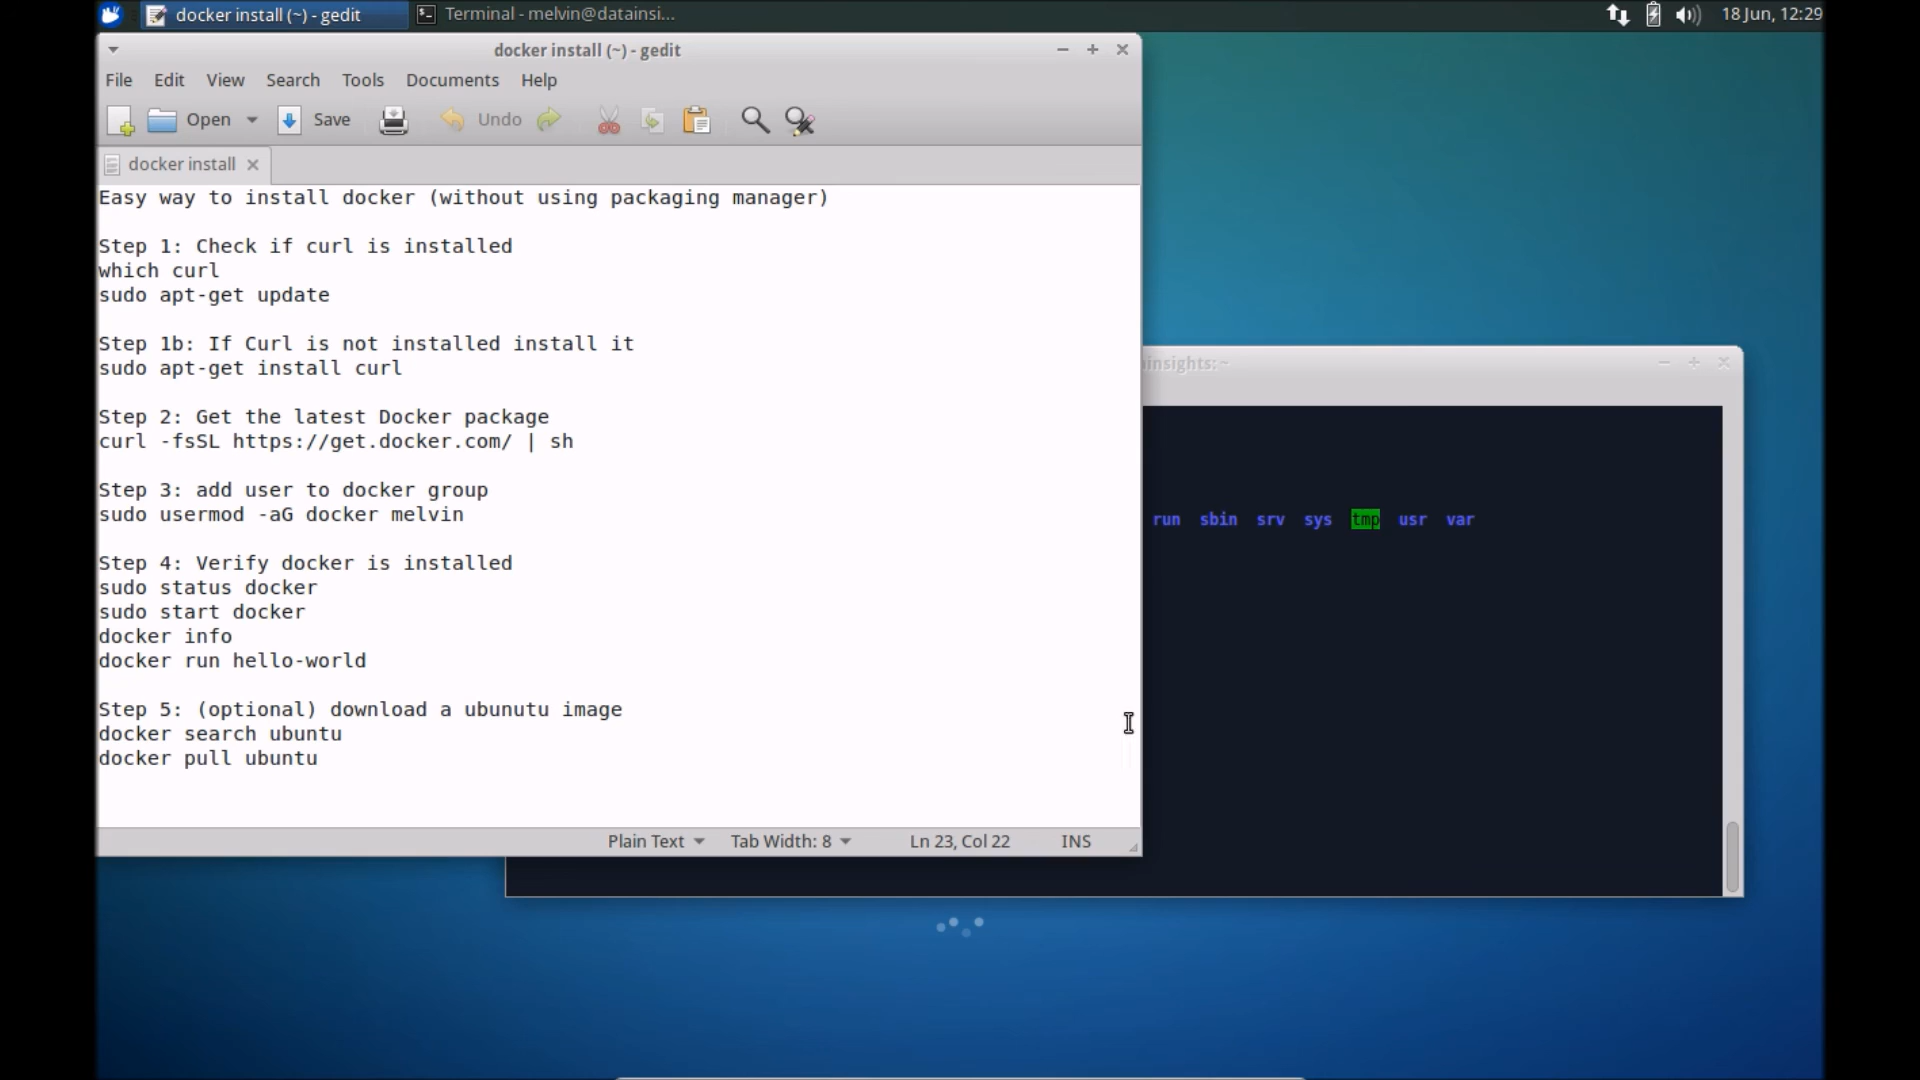 docker install (~) - gedit
Terminal - melvin@datainsi...
18 Jun, 12:29
docker install (~) - gedit
File Edit View Search Tools Documents Help
Open Save Undo
docker install
Easy way to install docker (without using packaging manager)
Step 1: Check if curl is installed
which curl
sudo apt-get update
Step 1b: If Curl is not installed install it
sudo apt-get install curl
Step 2: Get the latest Docker package
curl -fsSL https://get.docker.com/ | sh
Step 3: add user to docker group
sudo usermod -aG docker melvin
Step 4: Verify docker is installed
sudo status docker
sudo start docker
docker info
docker run hello-world
Step 5: (optional) download a ubunutu image
docker search ubuntu
docker pull ubuntu
Plain Text Tab Width: 8 Ln 23, Col 22 INS
insights: ~
run sbin srv sys tmp usr var